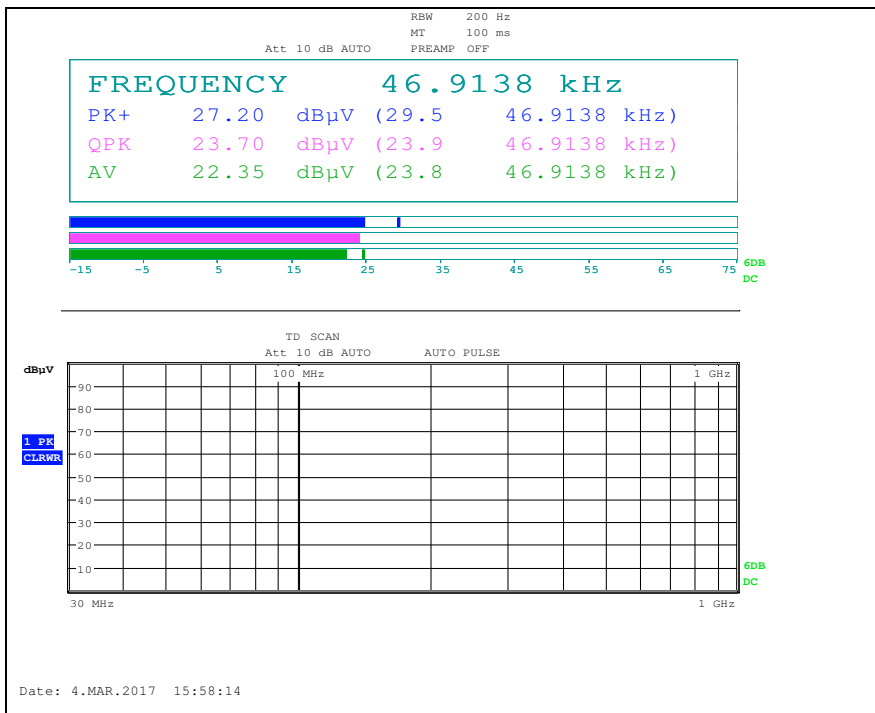 RBW 200 Hz
MT 100 ms
Att 10 dB AUTO PREAMP OFF
FREQUENCY 46.9138 kHz
PK+ 27.20 dBµV (29.5 46.9138 kHz)
QPK 23.70 dBµV (23.9 46.9138 kHz)
AV 22.35 dBµV (23.8 46.9138 kHz)
-15 -5 5 15 25 35 45 55 65 75
6DB
DC
TD SCAN
Att 10 dB AUTO AUTO PULSE
dBµV
100 MHz 1 GHz
90
80
70
1 PK
CLRWR
60
50
40
30
20
10
6DB
DC
30 MHz 1 GHz
Date: 4.MAR.2017 15:58:14